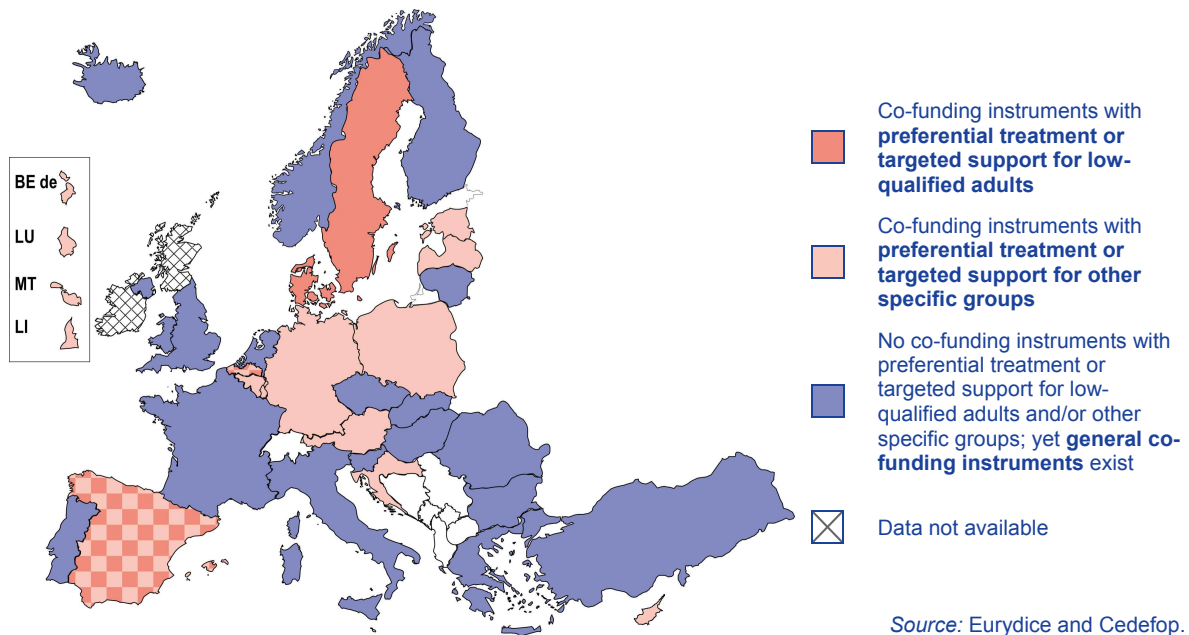 BE de
LU
MT
LI
Co-funding instruments with
preferential treatment or
targeted support for low-
qualified adults
Co-funding instruments with
preferential treatment or
targeted support for other
specific groups
No co-funding instruments with
preferential treatment or
targeted support for low-
qualified adults and/or other
specific groups; yet general co-
funding instruments exist
Data not available
Source: Eurydice and Cedefop.